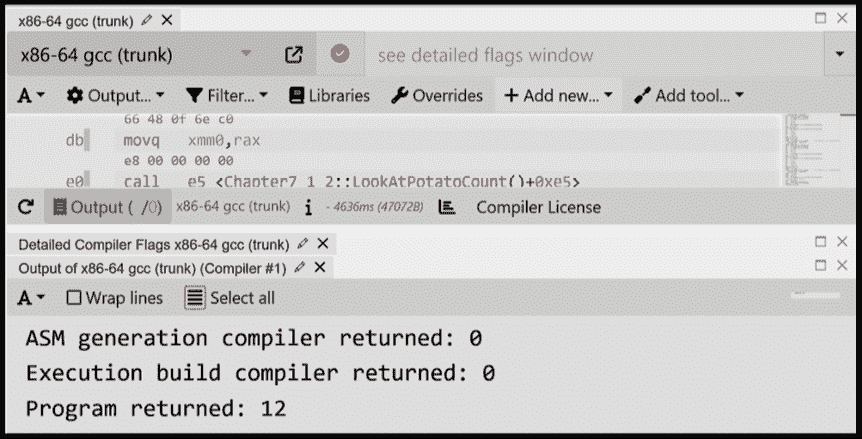 x86-64 gcc (trunk)
x86-64 gcc (trunk) see detailed flags window
A Output... Filter... Libraries Overrides + Add new... Add tool...
66 48 0f 6e c0
db movq xmm0,rax
e8 00 00 00 00
e0 call e5 <Chapter7_1_2::LookAtPotatoCount()+0xe5>
Output ( /0) x86-64 gcc (trunk) i - 4636ms (47072B) Compiler License
Detailed Compiler Flags x86-64 gcc (trunk)
Output of x86-64 gcc (trunk) (Compiler #1)
A Wrap lines Select all
ASM generation compiler returned: 0
Execution build compiler returned: 0
Program returned: 12